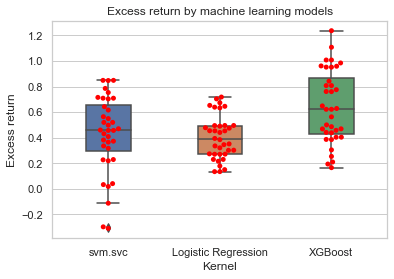 Excess return by machine learning models
Excess return
1.2
1.0
0.8
0.6
0.4
0.2
0.0
−0.2
svm.svc
Logistic Regression
XGBoost
Kernel